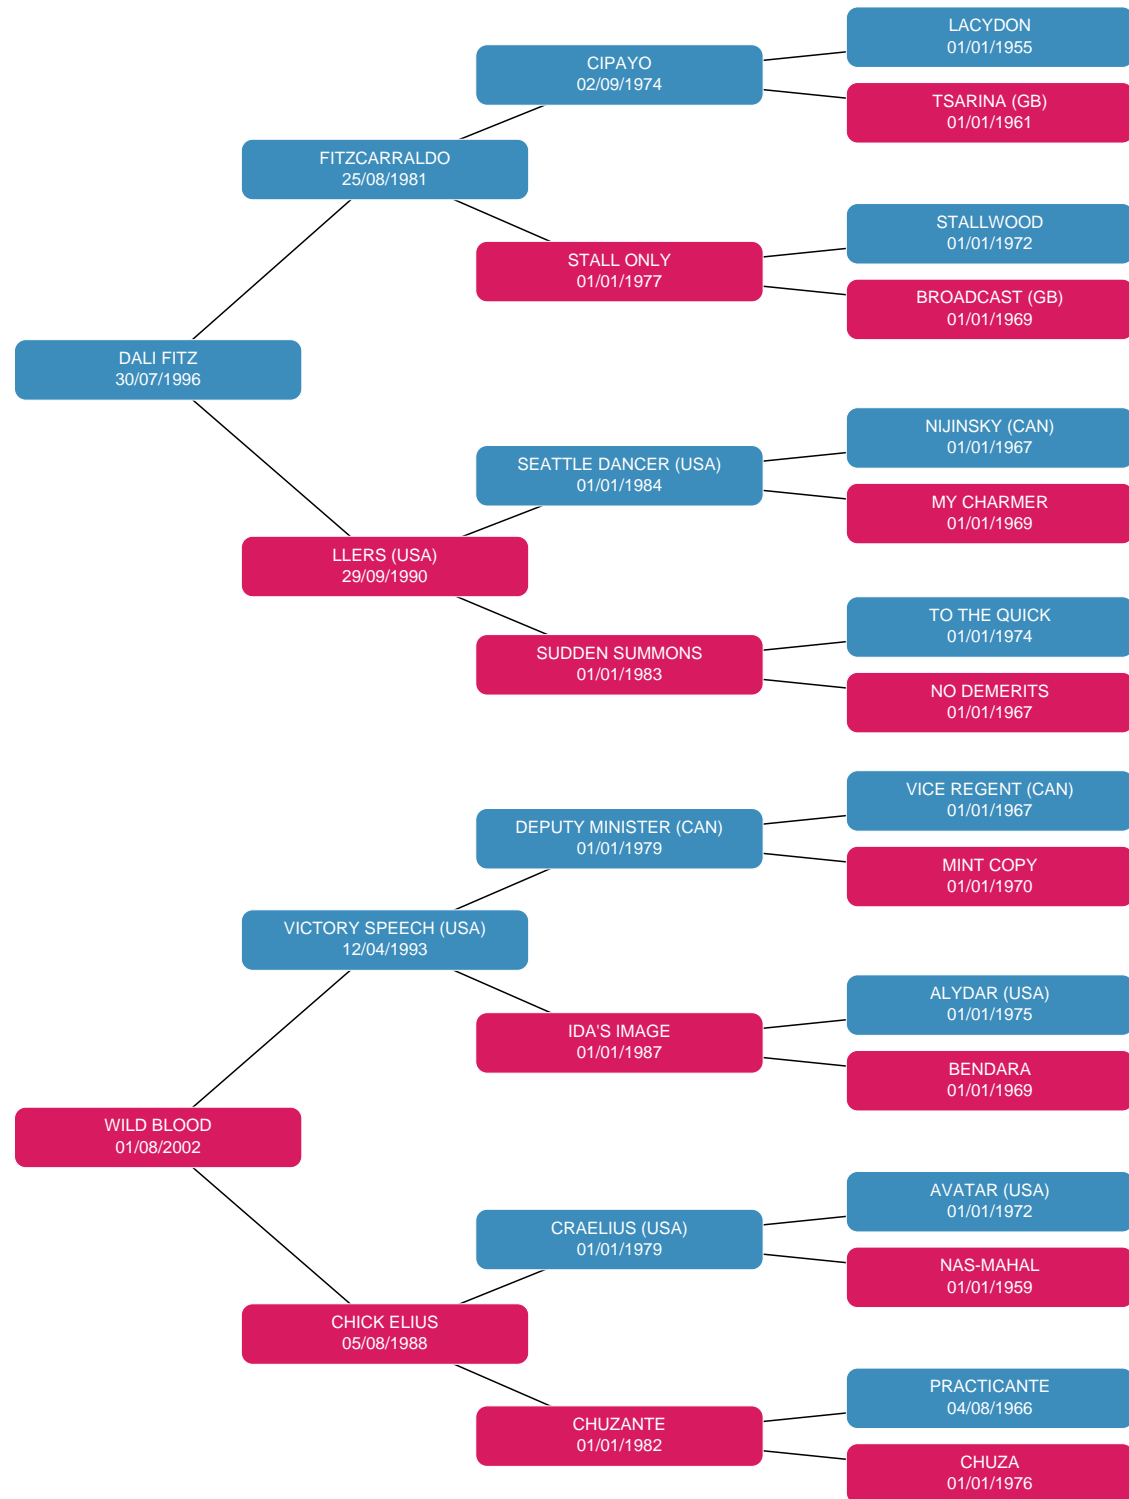 LACYDON
01/01/1955
CIPAYO
02/09/1974
TSARINA (GB)
01/01/1961
FITZCARRALDO
25/08/1981
STALLWOOD
01/01/1972
STALL ONLY
01/01/1977
BROADCAST (GB)
01/01/1969
DALI FITZ
30/07/1996
NIJINSKY (CAN)
01/01/1967
SEATTLE DANCER (USA)
01/01/1984
MY CHARMER
01/01/1969
LLERS (USA)
29/09/1990
TO THE QUICK
01/01/1974
SUDDEN SUMMONS
01/01/1983
NO DEMERITS
01/01/1967
VICE REGENT (CAN)
01/01/1967
DEPUTY MINISTER (CAN)
01/01/1979
MINT COPY
01/01/1970
VICTORY SPEECH (USA)
12/04/1993
ALYDAR (USA)
01/01/1975
IDA'S IMAGE
01/01/1987
BENDARA
01/01/1969
WILD BLOOD
01/08/2002
AVATAR (USA)
01/01/1972
CRAELIUS (USA)
01/01/1979
NAS-MAHAL
01/01/1959
CHICK ELIUS
05/08/1988
PRACTICANTE
04/08/1966
CHUZANTE
01/01/1982
CHUZA
01/01/1976